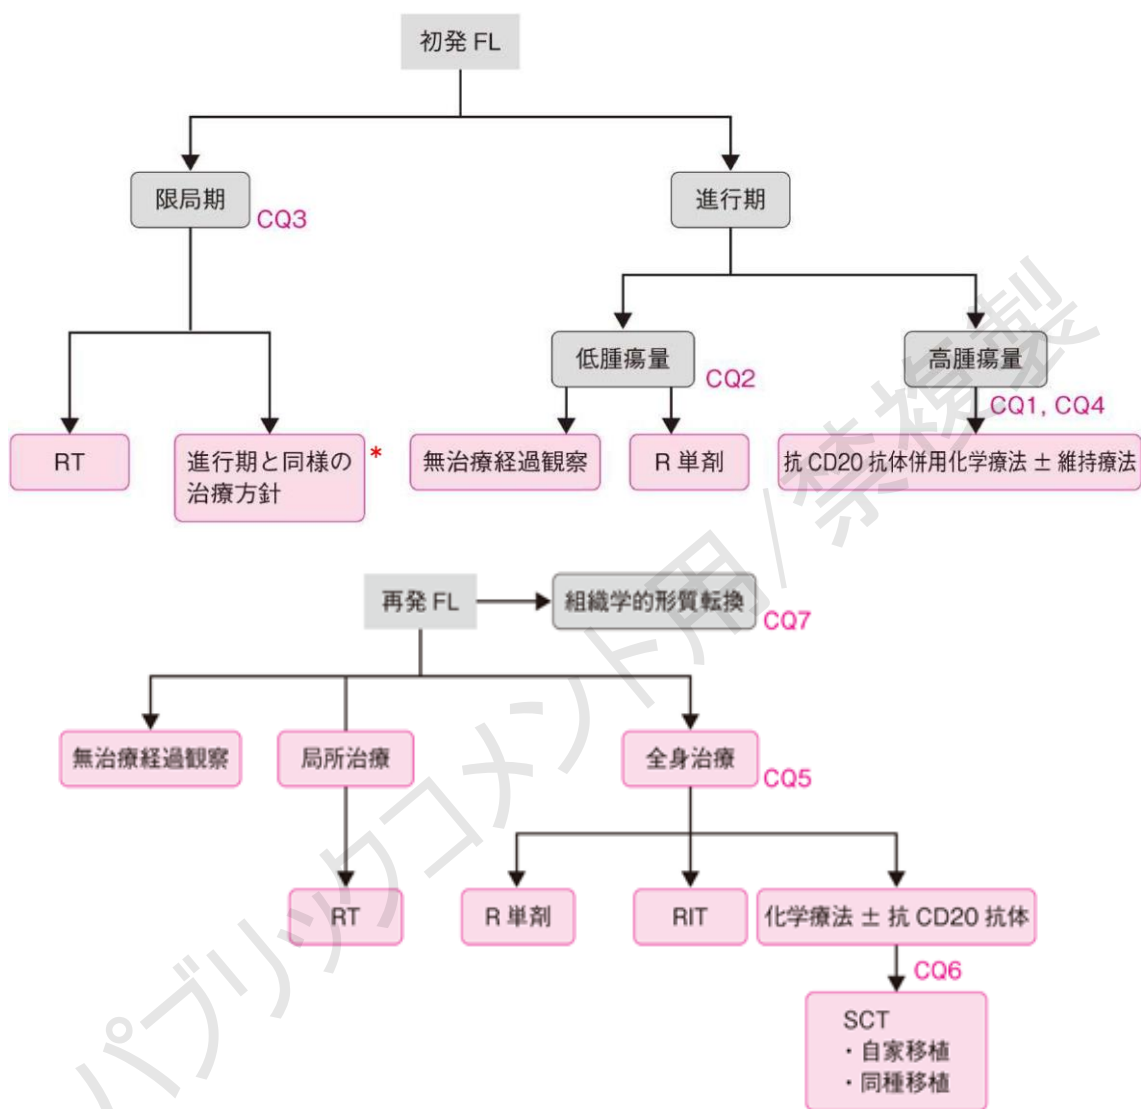 初発 FL
限局期
CQ3
進行期
低腫瘍量
CQ2
高腫瘍量
CQ1, CQ4
RT
進行期と同様の
治療方針
*
無治療経過観察
R 単剤
抗 CD20 抗体併用化学療法 ± 維持療法
再発 FL
組織学的形質転換
CQ7
無治療経過観察
局所治療
全身治療
CQ5
RT
R 単剤
RIT
化学療法 ± 抗 CD20 抗体
CQ6
SCT
・自家移植
・同種移植
パブリックコメント用/禁複製